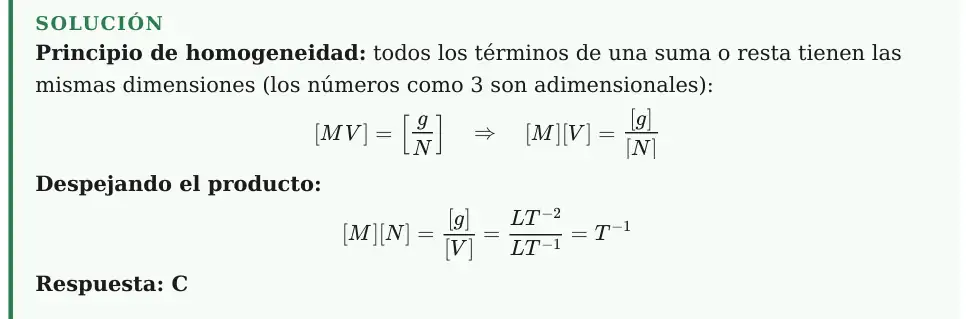 SOLUCIÓN
Principio de homogeneidad: todos los términos de una suma o resta tienen las
mismas dimensiones (los números como 3 son adimensionales):
[MV] = [g/N] ⇒ [M][V] = [g]/[N]
Despejando el producto:
[M][N] = [g]/[V] = LT⁻²/LT⁻¹ = T⁻¹
Respuesta: C